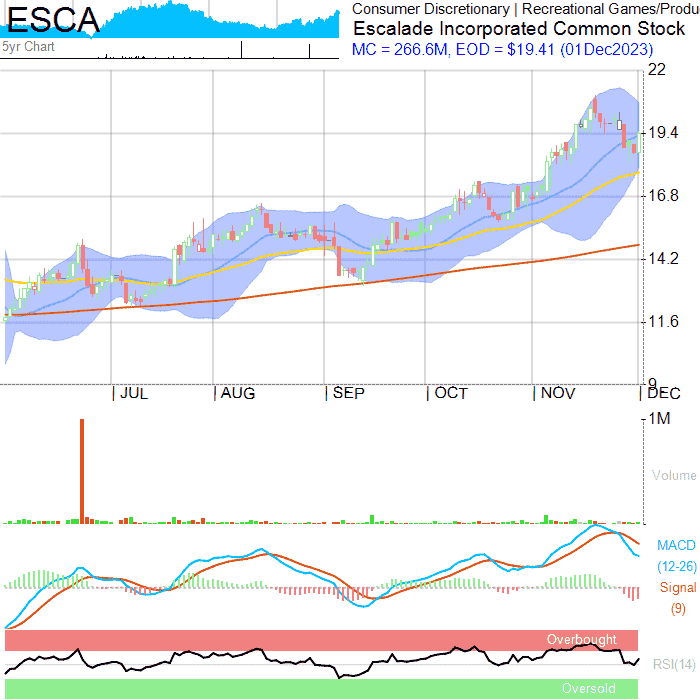 ESCA
5yr Chart
Consumer Discretionary | Recreational Games/Produ
Escalade Incorporated Common Stock
MC = 266.6M, EOD = $19.41 (01Dec2023)
22
19.4
16.8
14.2
11.6
9
JUL
AUG
SEP
OCT
NOV
DEC
1M
Volume
MACD
(12-26)
Signal
(9)
Overbought
RSI(14)
Oversold